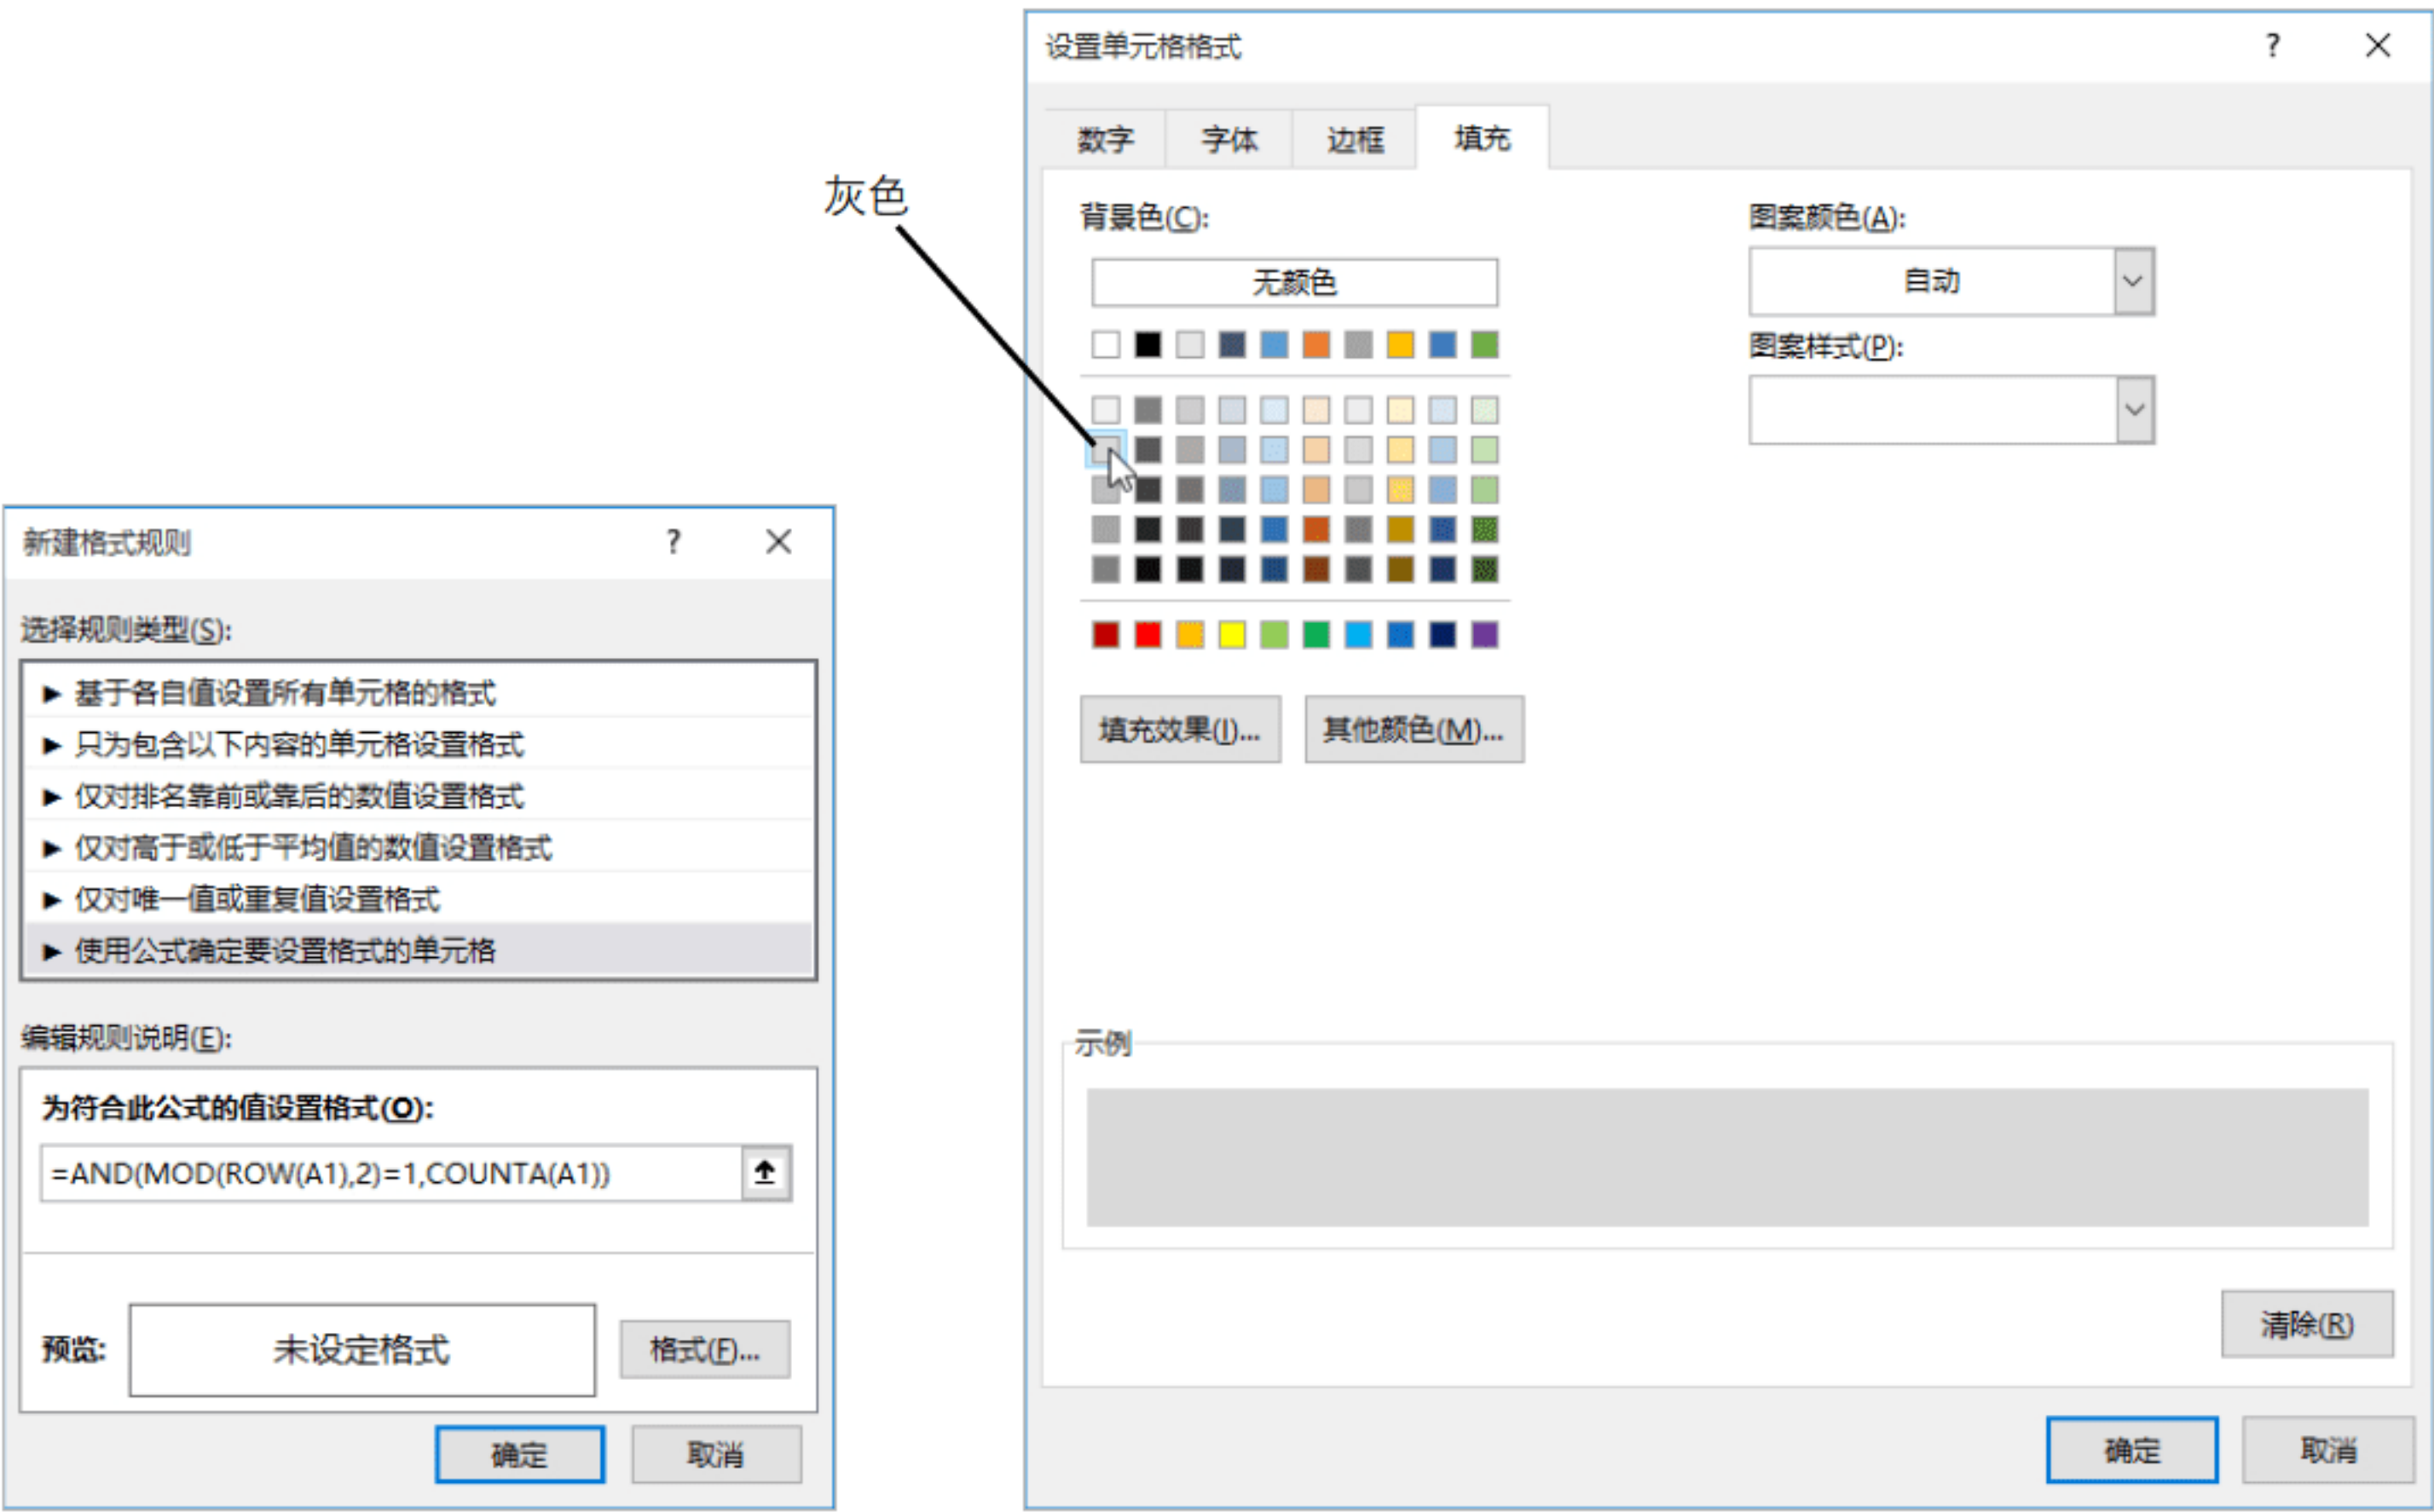 灰色
新建格式规则 ?
选择规则类型(S):
► 基于各自值设置所有单元格的格式
► 只为包含以下内容的单元格设置格式
► 仅对排名靠前或靠后的数值设置格式
► 仅对高于或低于平均值的数值设置格式
► 仅对唯一值或重复值设置格式
► 使用公式确定要设置格式的单元格
编辑规则说明(E):
为符合此公式的值设置格式(O):
=AND(MOD(ROW(A1),2)=1,COUNTA(A1))
预览: 未设定格式 格式(F)...
确定 取消
设置单元格格式 ?
数字 字体 边框 填充
背景色(C):
无颜色
填充效果(I)... 其他颜色(M)...
图案颜色(A):
自动
图案样式(P):
示例
清除(R)
确定 取消